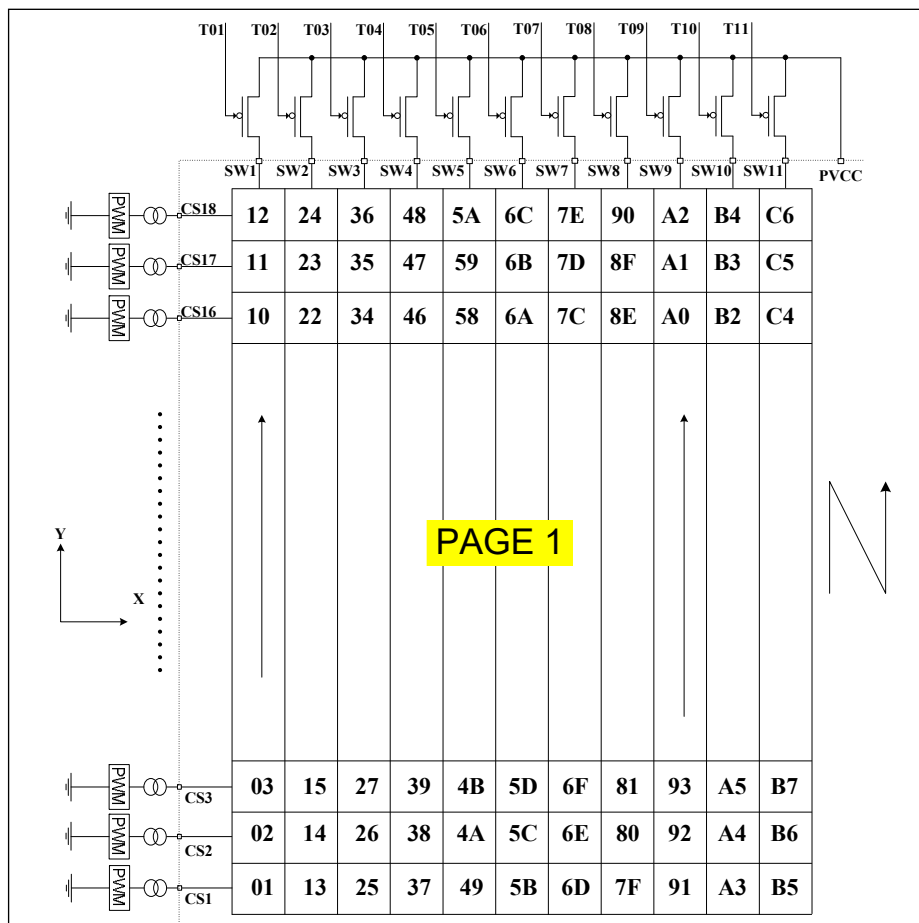 T01 T02 T03 T04 T05 T06 T07 T08 T09 T10 T11
SW1 SW2 SW3 SW4 SW5 SW6 SW7 SW8 SW9 SW10 SW11 PVCC
PWM CS18 12 24 36 48 5A 6C 7E 90 A2 B4 C6
PWM CS17 11 23 35 47 59 6B 7D 8F A1 B3 C5
PWM CS16 10 22 34 46 58 6A 7C 8E A0 B2 C4
PAGE 1
Y
X
PWM CS3 03 15 27 39 4B 5D 6F 81 93 A5 B7
PWM CS2 02 14 26 38 4A 5C 6E 80 92 A4 B6
PWM CS1 01 13 25 37 49 5B 6D 7F 91 A3 B5